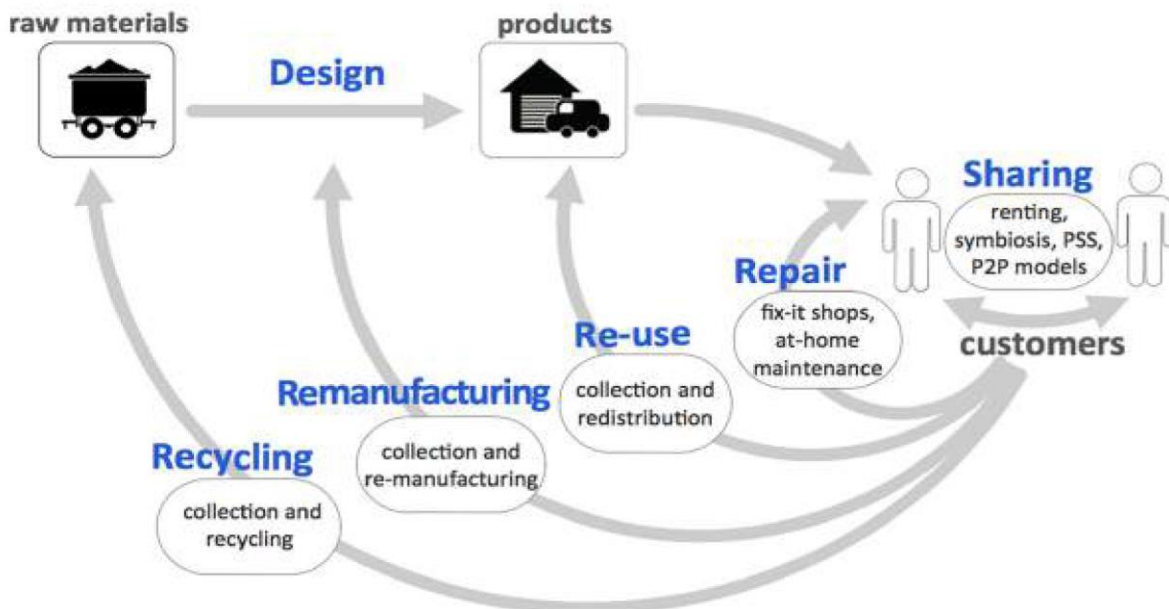 raw materials
products
Design
Sharing
renting,
symbiosis, PSS,
P2P models
Repair
fix-it shops,
at-home
maintenance
customers
Re-use
collection and
redistribution
Remanufacturing
collection and
re-manufacturing
Recycling
collection and
recycling